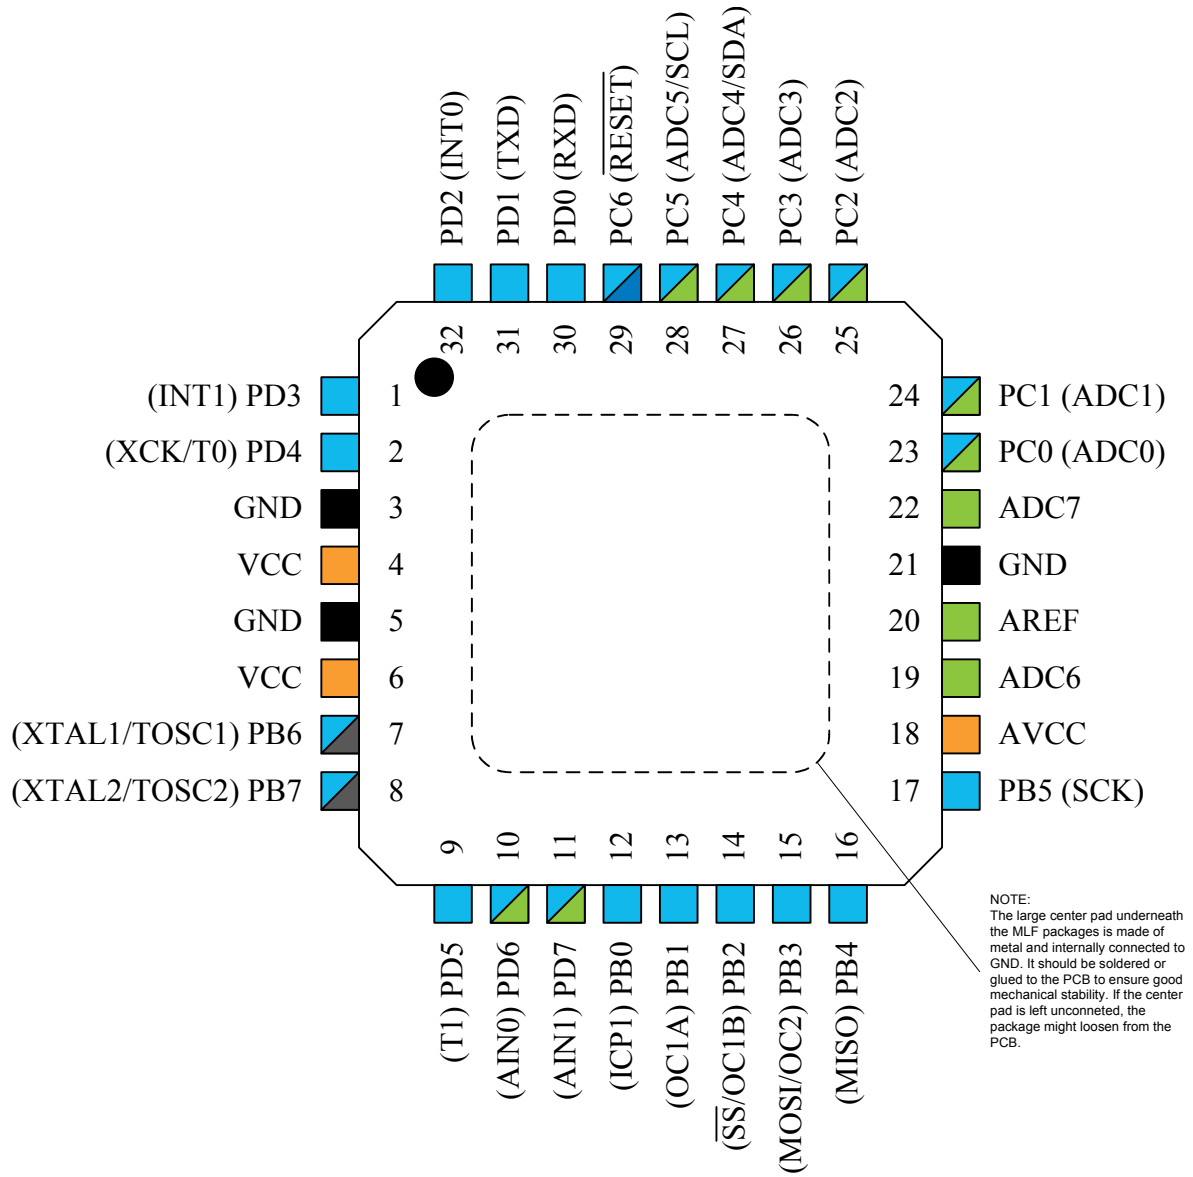 PD2 (INT0)
PD1 (TXD)
PD0 (RXD)
PC6 (RESET)
PC5 (ADC5/SCL)
PC4 (ADC4/SDA)
PC3 (ADC3)
PC2 (ADC2)
32
31
30
29
28
27
26
25
(INT1) PD3 1
(XCK/T0) PD4 2
GND 3
VCC 4
GND 5
VCC 6
(XTAL1/TOSC1) PB6 7
(XTAL2/TOSC2) PB7 8
24 PC1 (ADC1)
23 PC0 (ADC0)
22 ADC7
21 GND
20 AREF
19 ADC6
18 AVCC
17 PB5 (SCK)
9
10
11
12
13
14
15
16
(T1) PD5
(AIN0) PD6
(AIN1) PD7
(ICP1) PB0
(OC1A) PB1
(SS/OC1B) PB2
(MOSI/OC2) PB3
(MISO) PB4
NOTE:
The large center pad underneath
the MLF packages is made of
metal and internally connected to
GND. It should be soldered or
glued to the PCB to ensure good
mechanical stability. If the center
pad is left unconneted, the
package might loosen from the
PCB.